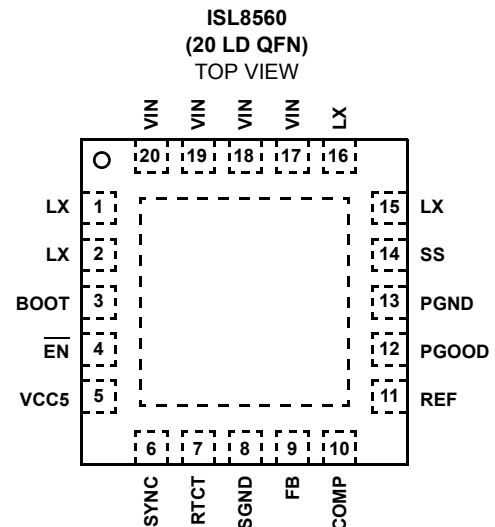 ISL8560
(20 LD QFN)
TOP VIEW
VIN VIN VIN VIN LX
20 19 18 17 16
LX 1 15 LX
LX 2 14 SS
BOOT 3 13 PGND
EN 4 12 PGOOD
VCC5 5 11 REF
6 7 8 9 10
SYNC RTCT SGND FB COMP